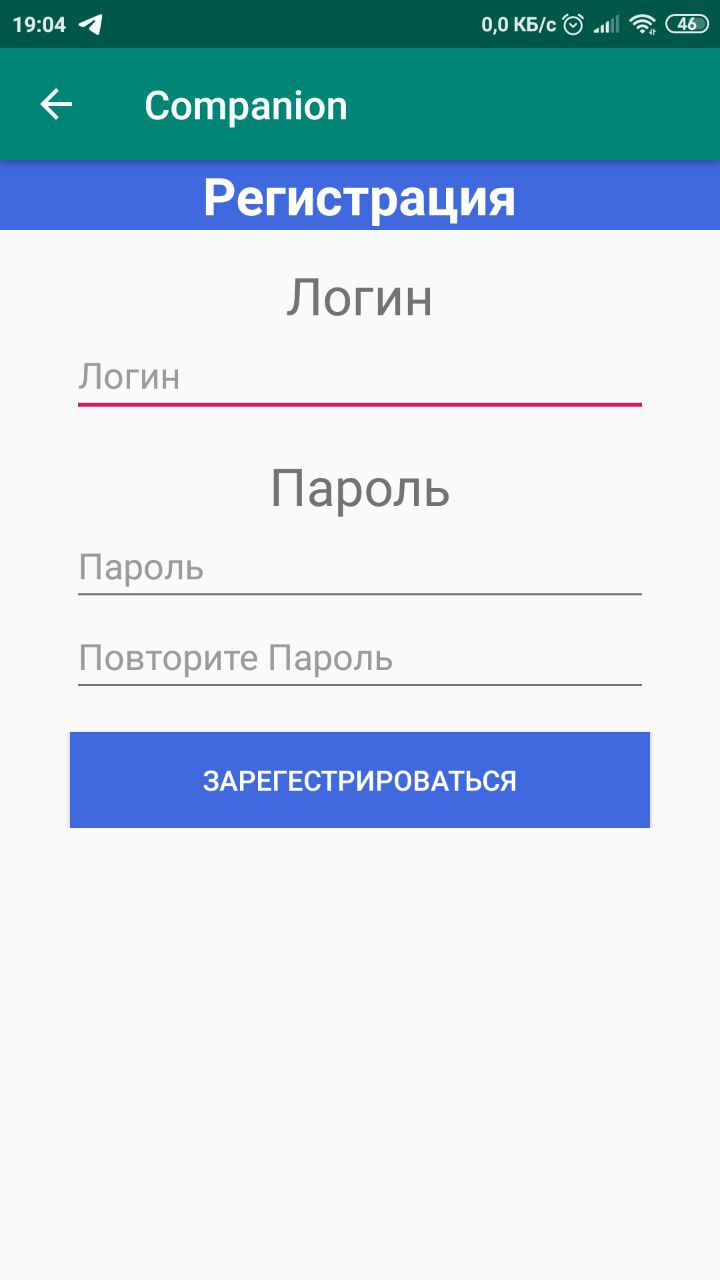 19:04 0,0 КБ/с 46
Companion
Регистрация
Логин
Логин
Пароль
Пароль
Повторите Пароль
ЗАРЕГЕСТРИРОВАТЬСЯ